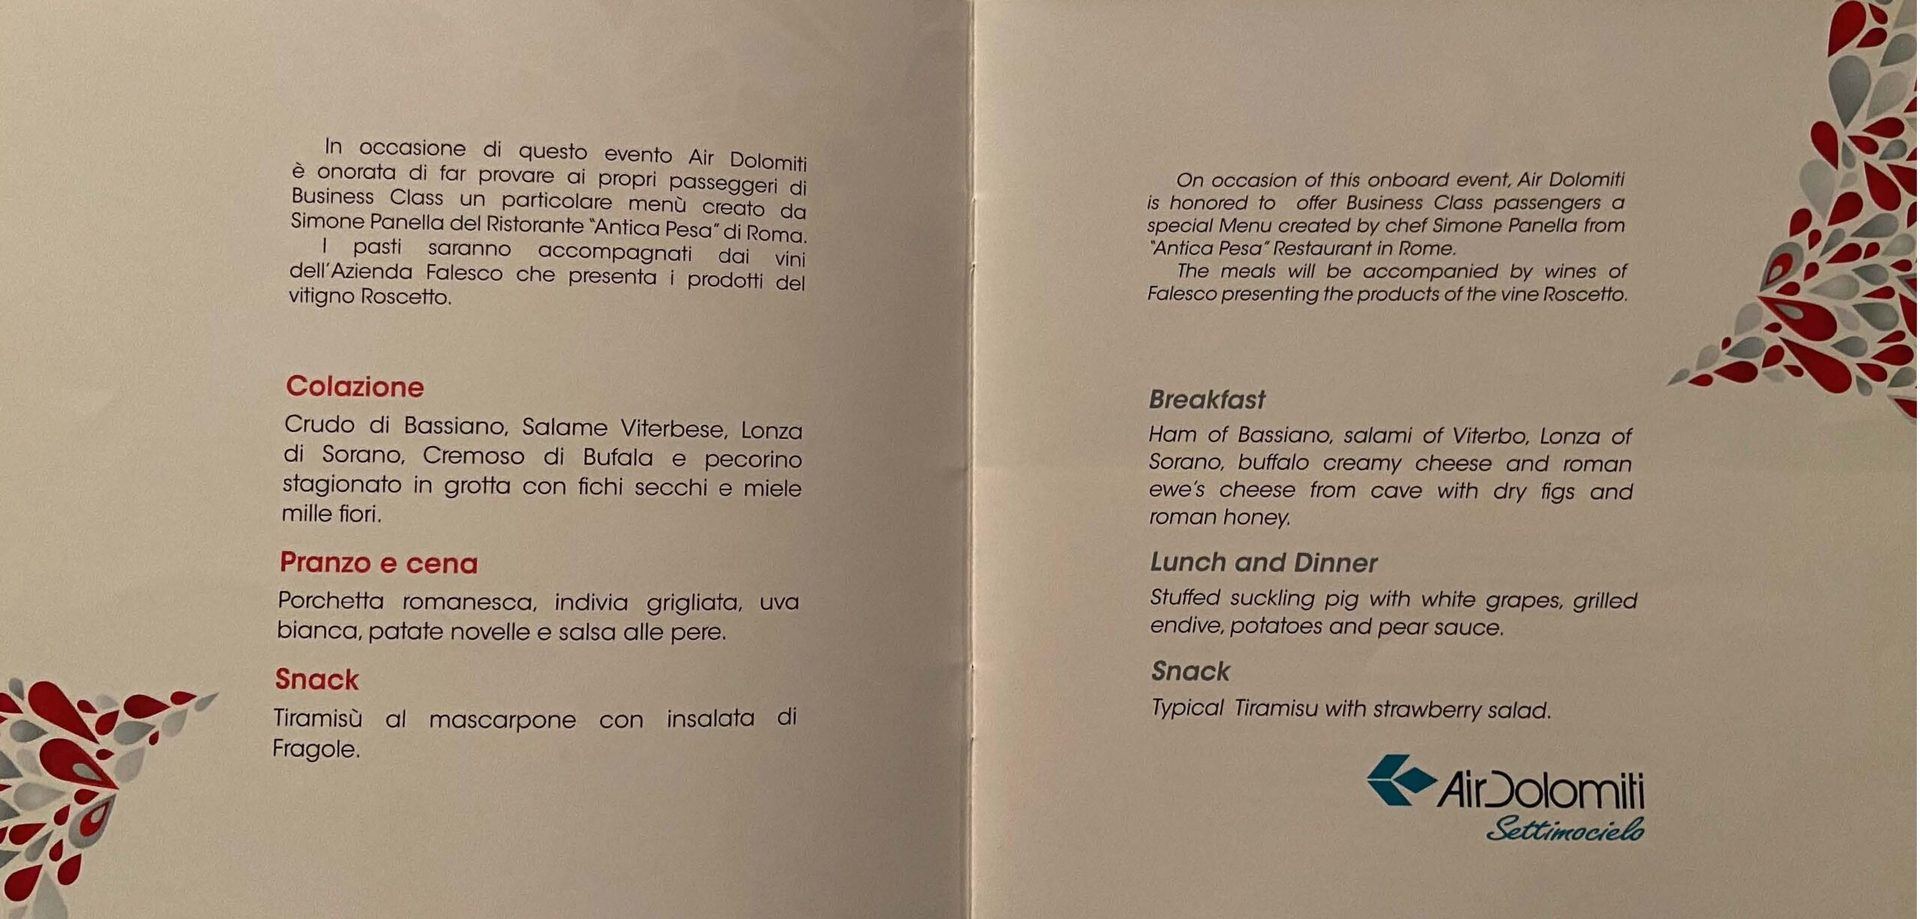 In occasione di questo evento Air Dolomiti
è onorata di far provare ai propri passeggeri di
Business Class un particolare menù creato da
Simone Panella del Ristorante "Antica Pesa" di Roma.
I pasti saranno accompagnati dai vini
dell'Azienda Falesco che presenta i prodotti del
vitigno Roscetto.
Colazione
Crudo di Bassiano, Salame Viterbese, Lonza
di Sorano, Cremoso di Bufala e pecorino
stagionato in grotta con fichi secchi e miele
mille fiori.
Pranzo e cena
Porchetta romanesca, indivia grigliata, uva
bianca, patate novelle e salsa alle pere.
Snack
Tiramisù al mascarpone con insalata di
Fragole.
On occasion of this onboard event, Air Dolomiti
is honored to offer Business Class passengers a
special Menu created by chef Simone Panella from
"Antica Pesa" Restaurant in Rome.
The meals will be accompanied by wines of
Falesco presenting the products of the vine Roscetto.
Breakfast
Ham of Bassiano, salami of Viterbo, Lonza of
Sorano, buffalo creamy cheese and roman
ewe's cheese from cave with dry figs and
roman honey.
Lunch and Dinner
Stuffed suckling pig with white grapes, grilled
endive, potatoes and pear sauce.
Snack
Typical Tiramisu with strawberry salad.
AirDolomiti
Settimocielo